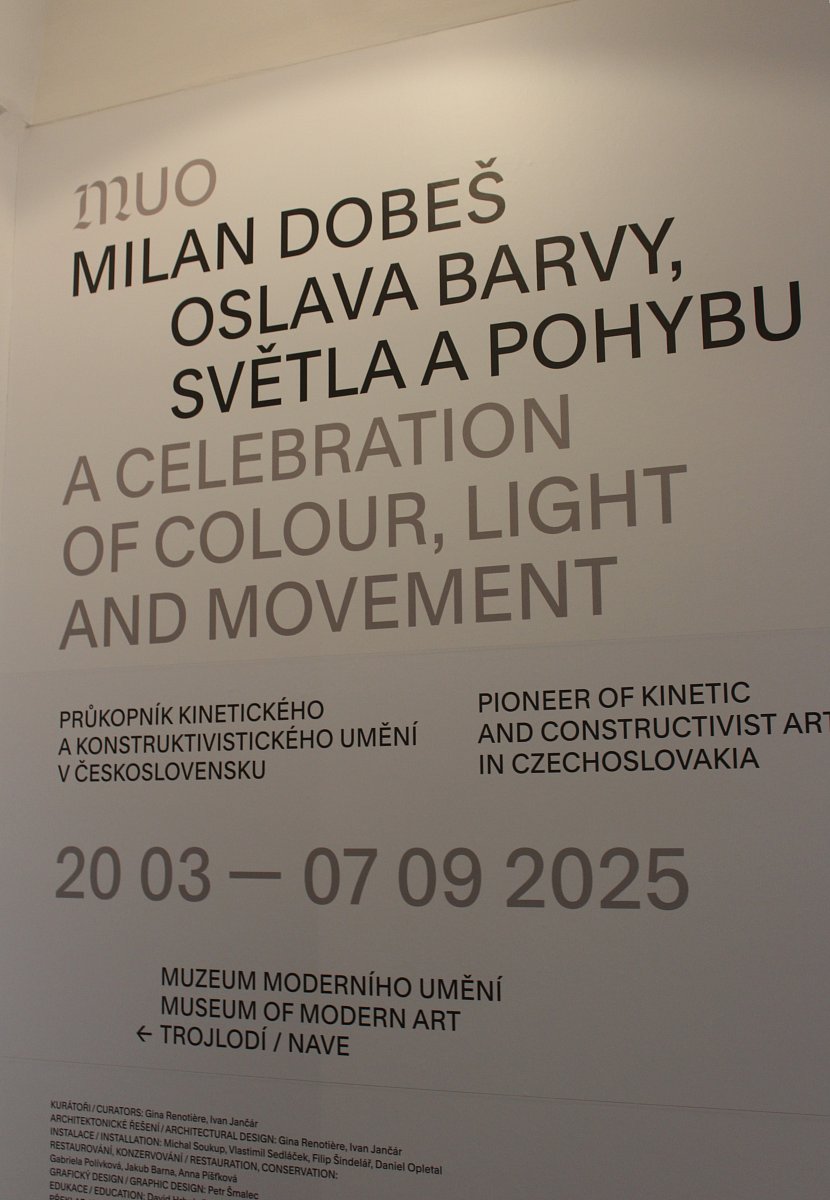 MUO
MILAN DOBEŠ
OSLAVA BARVY,
SVĚTLA A POHYBU
A CELEBRATION
OF COLOUR, LIGHT
AND MOVEMENT
PRŮKOPNÍK KINETICKÉHO
A KONSTRUKTIVISTICKÉHO UMĚNÍ
V ČESKOSLOVENSKU
PIONEER OF KINETIC
AND CONSTRUCTIVIST ART
IN CZECHOSLOVAKIA
20 03 — 07 09 2025
MUZEUM MODERNÍHO UMĚNÍ
MUSEUM OF MODERN ART
← TROJLODÍ / NAVE
KURÁTOŘI / CURATORS: Gina Renotière, Ivan Jančár
ARCHITEKTONICKÉ ŘEŠENÍ / ARCHITECTURAL DESIGN: Gina Renotière, Ivan Jančár
INSTALACE / INSTALLATION: Michal Soukup, Vlastimil Sedláček, Filip Šindelář, Daniel Opletal
RESTAUROVÁNÍ, KONZERVOVÁNÍ / RESTAURATION, CONSERVATION:
Gabriela Polívková, Jakub Barna, Anna Píšťková
GRAFICKÝ DESIGN / GRAPHIC DESIGN: Petr Šmalec
EDUKACE / EDUCATION: David